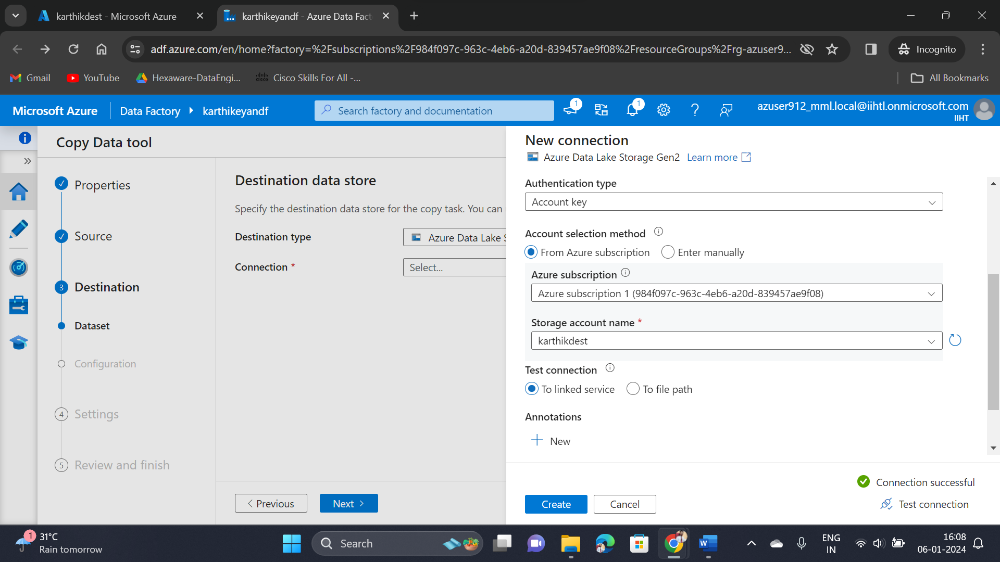 karthikdest - Microsoft Azure
karthikeyandf - Azure Data Fact
adf.azure.com/en/home?factory=%2Fsubscriptions%2F984f097c-963c-4eb6-a20d-839457ae9f08%2FresourceGroups%2Frg-azuser9...
Incognito
Gmail
YouTube
Hexaware-DataEngi...
Cisco Skills For All -...
All Bookmarks
Microsoft Azure
Data Factory
karthikeyandf
Search factory and documentation
1
1
azuser912_mml.local@iihtl.onmicrosoft.com
IIHT
Copy Data tool
Properties
Source
3 Destination
Dataset
Configuration
4 Settings
5 Review and finish
Destination data store
Specify the destination data store for the copy task. You can
Destination type
Azure Data Lake S
Connection *
Select...
Previous
Next
New connection
Azure Data Lake Storage Gen2 Learn more
Authentication type
Account key
Account selection method
From Azure subscription
Enter manually
Azure subscription
Azure subscription 1 (984f097c-963c-4eb6-a20d-839457ae9f08)
Storage account name *
karthikdest
Test connection
To linked service
To file path
Annotations
New
Connection successful
Create
Cancel
Test connection
1
31°C
Rain tomorrow
Search
ENG
IN
16:08
06-01-2024